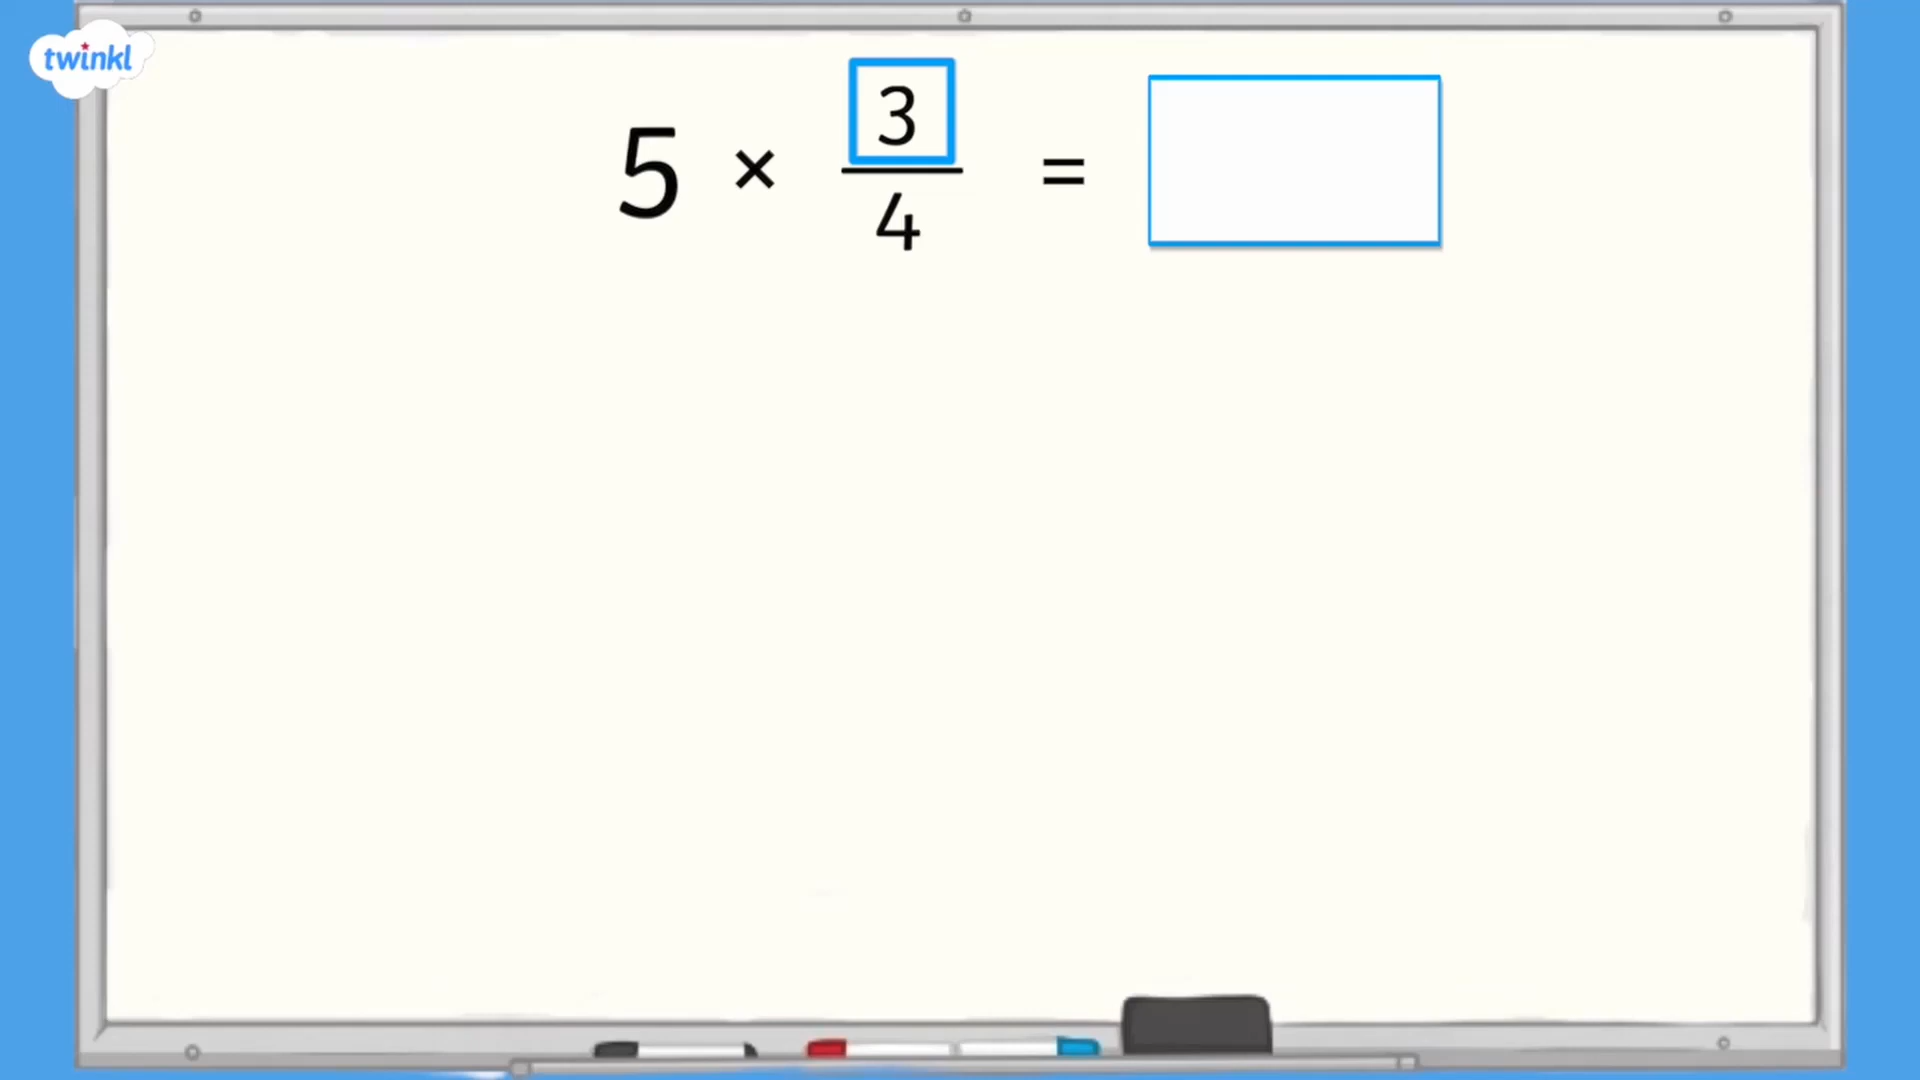 twinkl
5 × 3/4 =